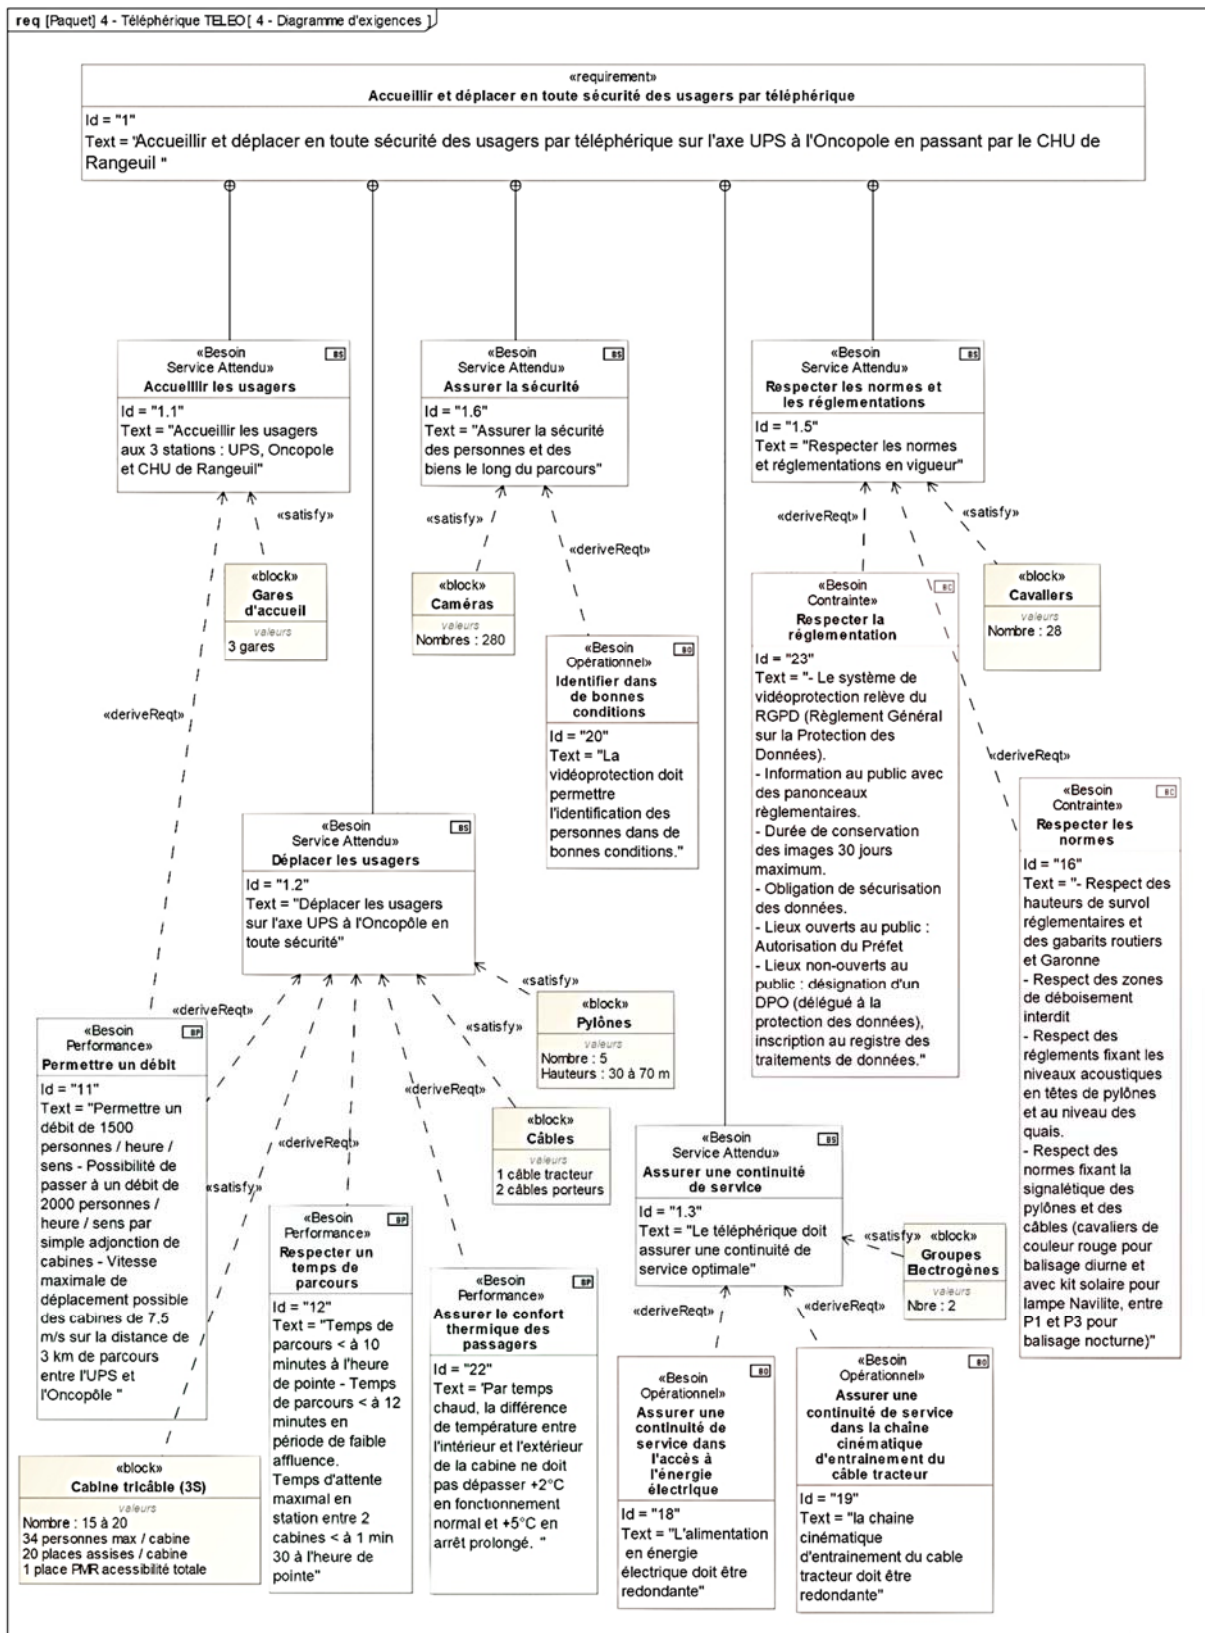 req [Paquet] 4 - Téléphérique TELEO[ 4 - Diagramme d'exigences ]
«requirement»
Accueillir et déplacer en toute sécurité des usagers par téléphérique
Id = "1"
Text = "Accueillir et déplacer en toute sécurité des usagers par téléphérique sur l'axe UPS à l'Oncopole en passant par le CHU de
Rangeuil "
«Besoin
Service Attendu»
BS
Accueilllir les usagers
Id = "1.1"
Text = "Accueillir les usagers
aux 3 stations : UPS, Oncopole
et CHU de Rangeuil"
«Besoin
Service Attendu»
BS
Assurer la sécurité
Id = "1.6"
Text = "Assurer la sécurité
des personnes et des
biens le long du parcours"
«Besoin
Service Attendu»
BS
Respecter les normes et
les réglementations
Id = "1.5"
Text = "Respecter les normes
et réglementations en vigueur"
«satisfy»
«satisfy»
«deriveReqt»
«deriveReqt»
«satisfy»
«block»
Gares
d'accueil
valeurs
3 gares
«block»
Caméras
valeurs
Nombres : 280
«Besoin
Opérationnel»
BO
Identifier dans
de bonnes
conditions
Id = "20"
Text = "La
vidéoprotection doit
permettre
l'identification des
personnes dans de
bonnes conditions."
«Besoin
Contrainte»
BC
Respecter la
réglementation
Id = "23"
Text = "- Le système de
vidéoprotection relève du
RGPD (Règlement Général
sur la Protection des
Données).
- Information au public avec
des panonceaux
règlementaires.
- Durée de conservation
des images 30 jours
maximum.
- Obligation de sécurisation
des données.
- Lieux ouverts au public :
Autorisation du Préfet
- Lieux non-ouverts au
public : désignation d'un
DPO (délégué à la
protection des données),
inscription au registre des
traitements de données."
«block»
Cavaliers
valeurs
Nombre : 28
«deriveReqt»
«deriveReqt»
«Besoin
Contrainte»
BC
Respecter les
normes
Id = "16"
Text = "- Respect des
hauteurs de survol
réglementaires et
des gabarits routiers
et Garonne
- Respect des zones
de déboisement
interdit
- Respect des
réglements fixant les
niveaux acoustiques
en têtes de pylônes
et au niveau des
quais.
- Respect des
normes fixant la
signalétique des
pylônes et des
câbles (cavaliers de
couleur rouge pour
balisage diurne et
avec kit solaire pour
lampe Navilite, entre
P1 et P3 pour
balisage nocturne)"
«Besoin
Service Attendu»
BS
Déplacer les usagers
Id = "1.2"
Text = "Déplacer les usagers
sur l'axe UPS à l'Oncopôle en
toute sécurité"
«deriveReqt»
«satisfy»
«satisfy»
«deriveReqt»
«deriveReqt»
«satisfy»
«block»
Pylônes
valeurs
Nombre : 5
Hauteurs : 30 à 70 m
«block»
Câbles
valeurs
1 câble tracteur
2 câbles porteurs
«Besoin
Performance»
BP
Permettre un débit
Id = "11"
Text = "Permettre un
débit de 1500
personnes / heure /
sens - Possibilité de
passer à un débit de
2000 personnes /
heure / sens par
simple adjonction de
cabines - Vitesse
maximale de
déplacement possible
des cabines de 7,5
m/s sur la distance de
3 km de parcours
entre l'UPS et
l'Oncopôle "
«Besoin
Performance»
BP
Respecter un
temps de
parcours
Id = "12"
Text = "Temps de
parcours < à 10
minutes à l'heure
de pointe - Temps
de parcours < à 12
minutes en
période de faible
affluence.
Temps d'attente
maximal en
station entre 2
cabines < à 1 min
30 à l'heure de
pointe"
«Besoin
Performance»
BP
Assurer le confort
thermique des
passagers
Id = "22"
Text = "Par temps
chaud, la différence
de température entre
l'intérieur et l'extérieur
de la cabine ne doit
pas dépasser +2°C
en fonctionnement
normal et +5°C en
arrêt prolongé. "
«block»
Cabine tricâble (3S)
valeurs
Nombre : 15 à 20
34 personnes max / cabine
20 places assises / cabine
1 place PMR acessibilité totale
«Besoin
Service Attendu»
BS
Assurer une continuité
de service
Id = "1.3"
Text = "Le téléphérique doit
assurer une continuité de
service optimale"
«satisfy»
«block»
Groupes
Electrogènes
valeurs
Nbre : 2
«deriveReqt»
«deriveReqt»
«Besoin
Opérationnel»
BO
Assurer une
continuité de
service dans
l'accès à
l'énergie
électrique
Id = "18"
Text = "L'alimentation
en énergie
électrique doit être
redondante"
«Besoin
Opérationnel»
BO
Assurer une
continuité de service
dans la chaîne
cinématique
d'entrainement du
câble tracteur
Id = "19"
Text = "la chaine
cinématique
d'entrainement du cable
tracteur doit être
redondante"